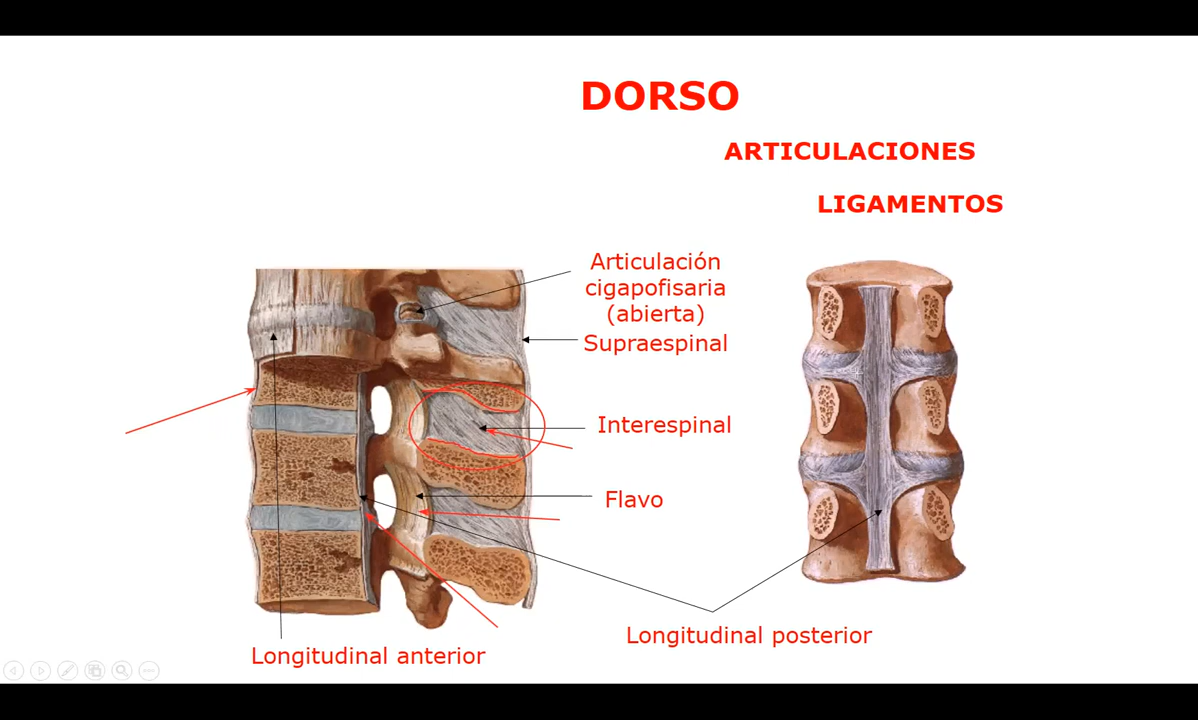 DORSO
ARTICULACIONES
LIGAMENTOS
Articulación
cigapofisaria
(abierta)
Supraespinal
Interespinal
Flavo
Longitudinal posterior
Longitudinal anterior